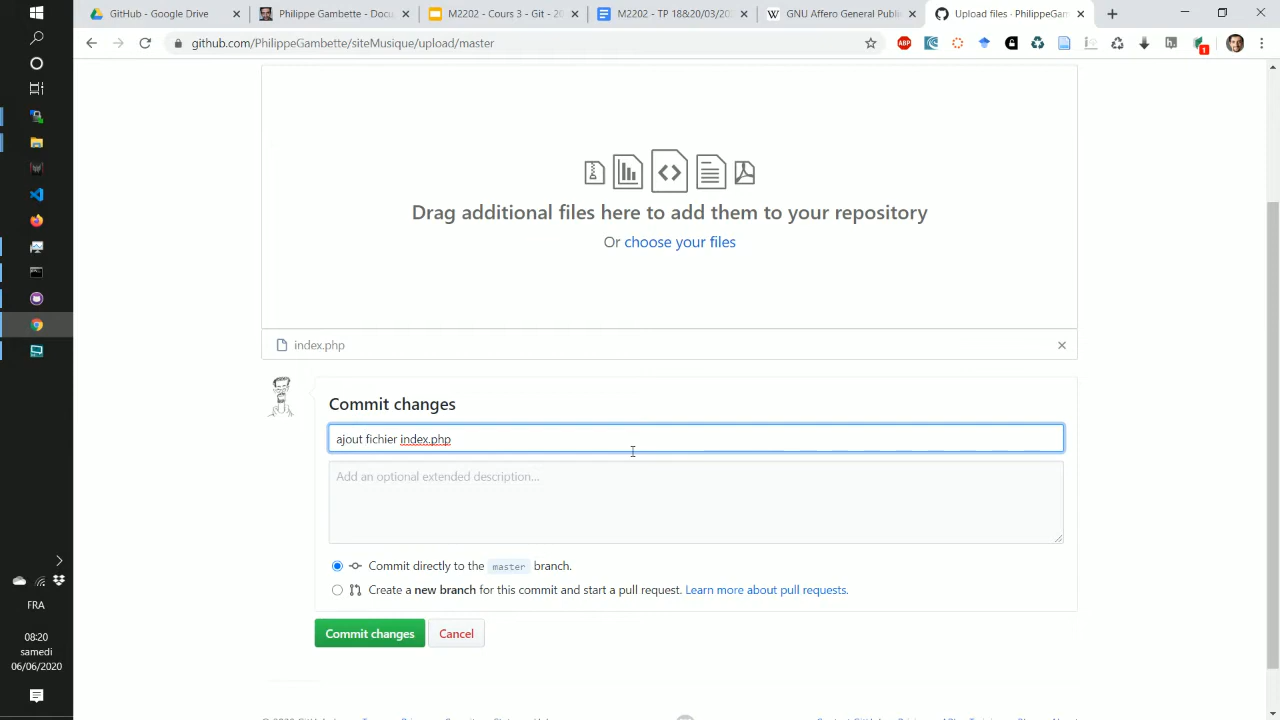 GitHub - Google Drive
Philippe Gambette - Docu
M2202 - Cours 3 - Git - 20
M2202 - TP 18&20/03/20
GNU Affero General Publi
Upload files · PhilippeGam
github.com/PhilippeGambette/siteMusique/upload/master
ABP
1
Drag additional files here to add them to your repository
Or choose your files
index.php
Commit changes
ajout fichier index.php
Add an optional extended description...
Commit directly to the master branch.
Create a new branch for this commit and start a pull request. Learn more about pull requests.
Commit changes
Cancel
FRA
08:20
samedi
06/06/2020